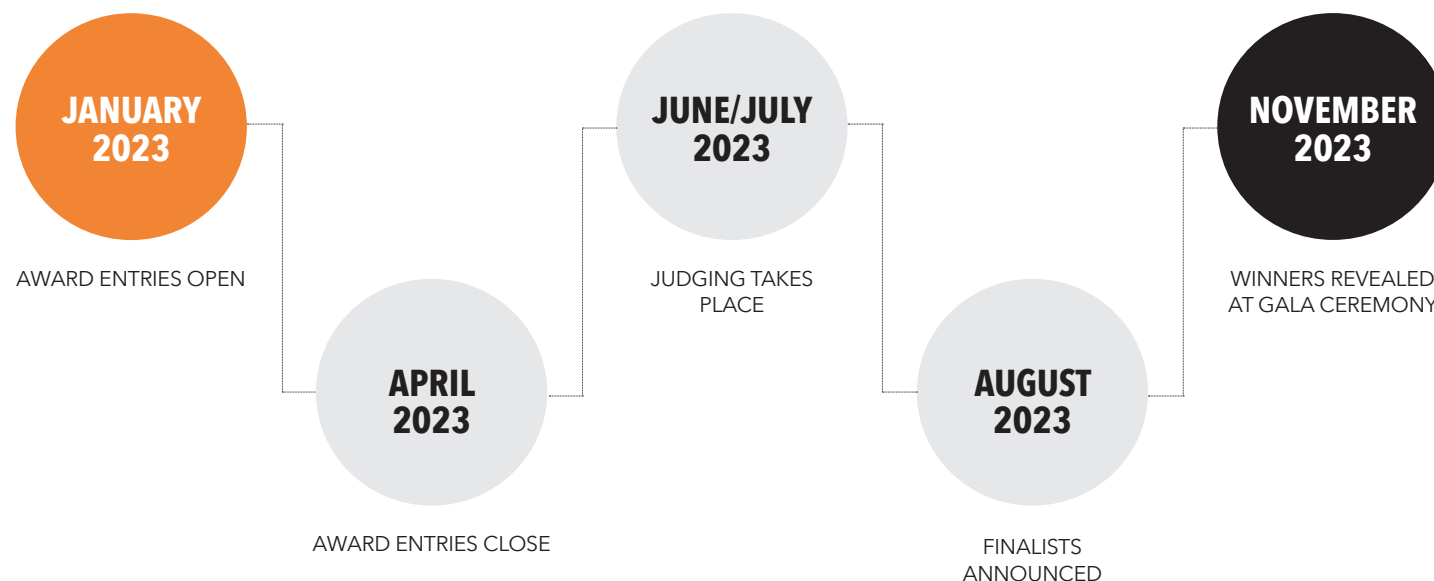 JANUARY
2023
AWARD ENTRIES OPEN
APRIL
2023
AWARD ENTRIES CLOSE
JUNE/JULY
2023
JUDGING TAKES
PLACE
AUGUST
2023
FINALISTS
ANNOUNCED
NOVEMBER
2023
WINNERS REVEALED
AT GALA CEREMONY